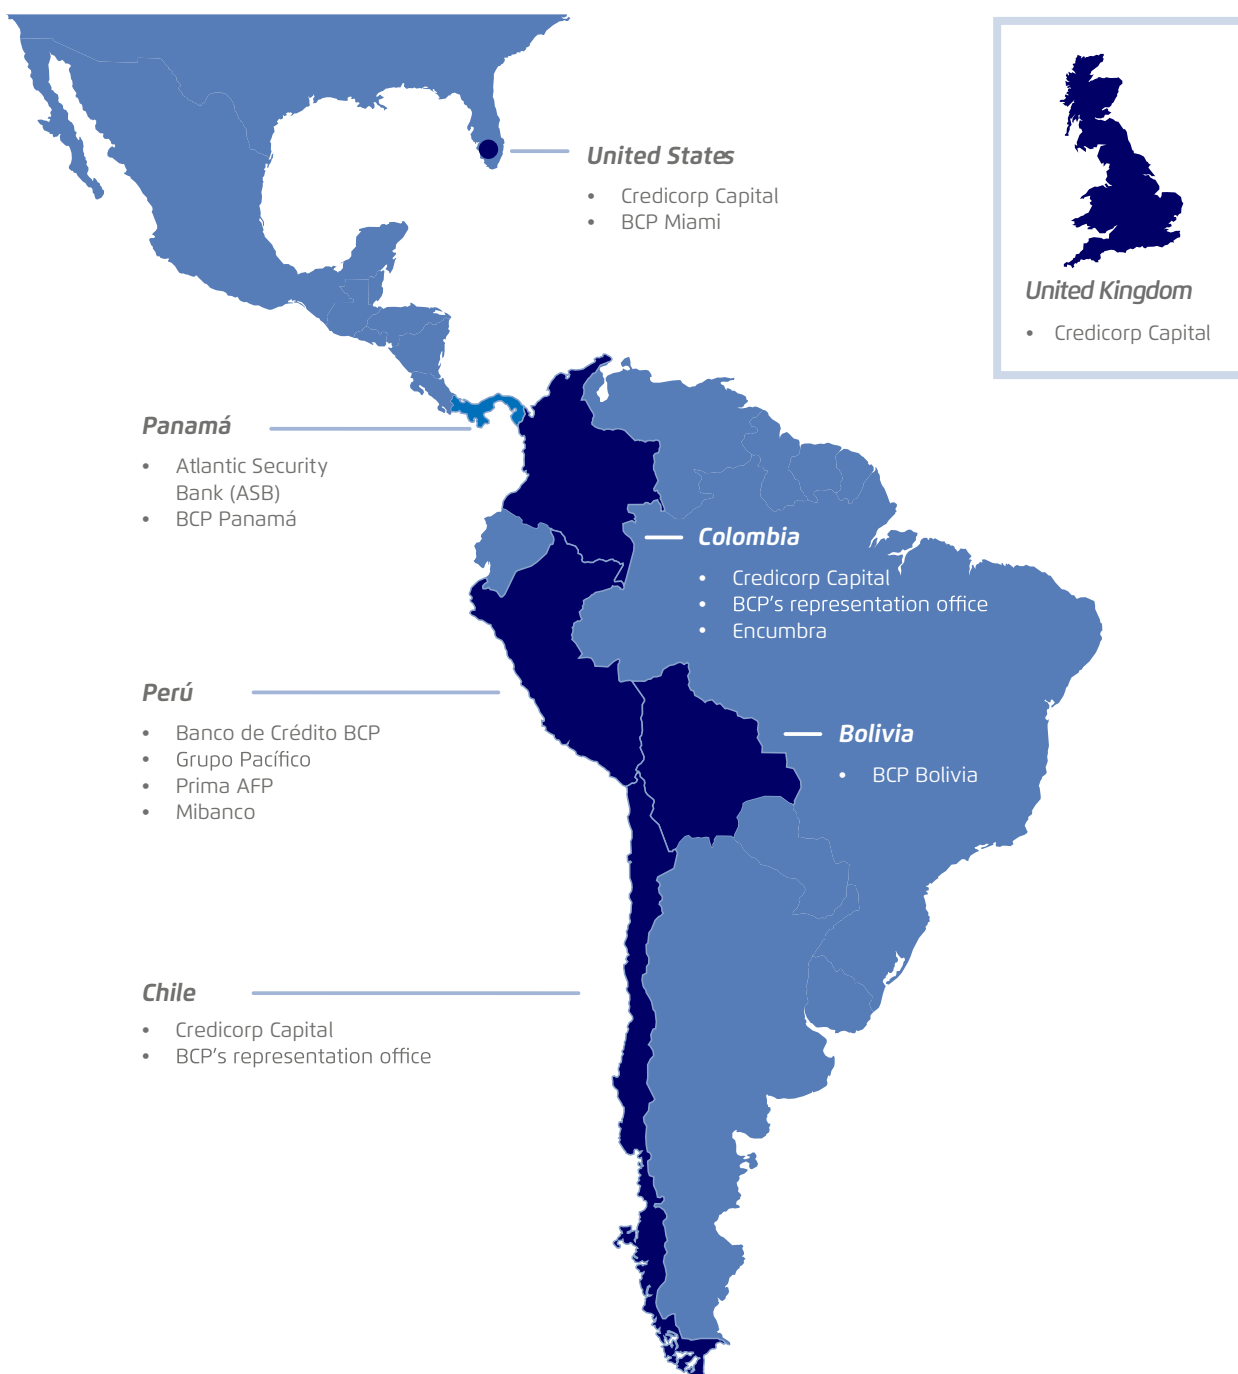 United States
• Credicorp Capital
• BCP Miami
United Kingdom
• Credicorp Capital
Panamá
• Atlantic Security
Bank (ASB)
• BCP Panamá
Colombia
• Credicorp Capital
• BCP’s representation office
• Encumbra
Perú
• Banco de Crédito BCP
• Grupo Pacífico
• Prima AFP
• Mibanco
Bolivia
• BCP Bolivia
Chile
• Credicorp Capital
• BCP’s representation office